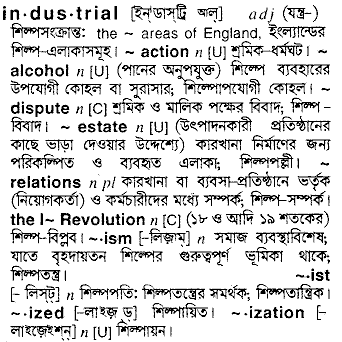 in·dus·trial [ইন্ˈডাসট্রি আল্] adj (যন্ত্র-)
শিল্পসংক্রান্ত: the ~ areas of England, ইংল্যান্ডের
শিল্প-এলাকাসমূহ। ~ action n [U] শ্রমিক-ধর্মঘট। ~
alcohol n [U] (পানের অনুপযুক্ত) শিল্পে ব্যবহারের
উপযোগী কোহল বা সুরাসার; শিল্পোপযোগী কোহল। ~
dispute n [C] শ্রমিক ও মালিক পক্ষের বিবাদ; শিল্প-
বিবাদ। ~ estate n [U] (উৎপাদনকারী প্রতিষ্ঠানের
কাছে ভাড়া দেওয়ার উদ্দেশ্যে) কারখানা নির্মাণের জন্য
পরিকল্পিত ও ব্যবহৃত এলাকা; শিল্পপল্লী। ~
relations n pl কারখানা বা ব্যবসা-প্রতিষ্ঠানে ভর্তৃক
(নিয়োগকর্তা) ও কর্মচারীদের মধ্যে সম্পর্ক; শিল্প-সম্পর্ক।
the I~ Revolution n [C] (১৮ ও আদি ১৯ শতকের)
শিল্প-বিপ্লব। ~·ism [–লিজ়াম্] n সমাজ ব্যবস্থাবিশেষ;
যাতে বৃহদায়তন শিল্পের গুরুত্বপূর্ণ ভূমিকা থাকে;
শিল্পতন্ত্র। ~·ist
[–লিসট্] n শিল্পপতি; শিল্পতন্ত্রের সমর্থক; শিল্পতান্ত্রিক।
~·ized [–লাইজ়্ ড্] শিল্পায়িত। ~·ization [–
লাইজ়েইশ্ন্] n [U] শিল্পায়ন।